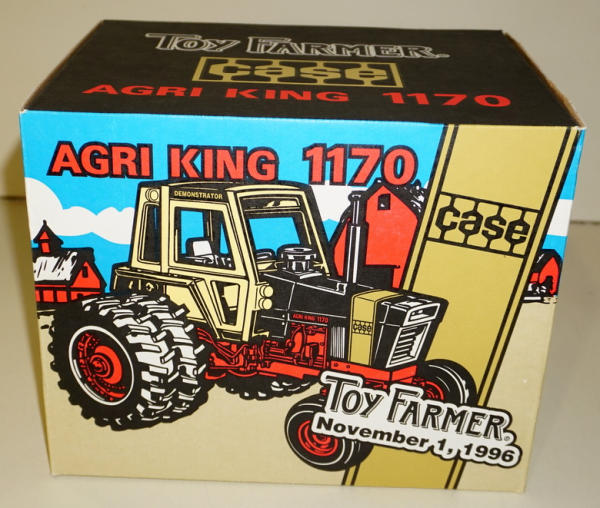 TOY FARMER
case
AGRI KING 1170
AGRI KING 1170
DEMONSTRATOR
case
AGRI KING 1170
case
TOY FARMER®
November 1, 1996